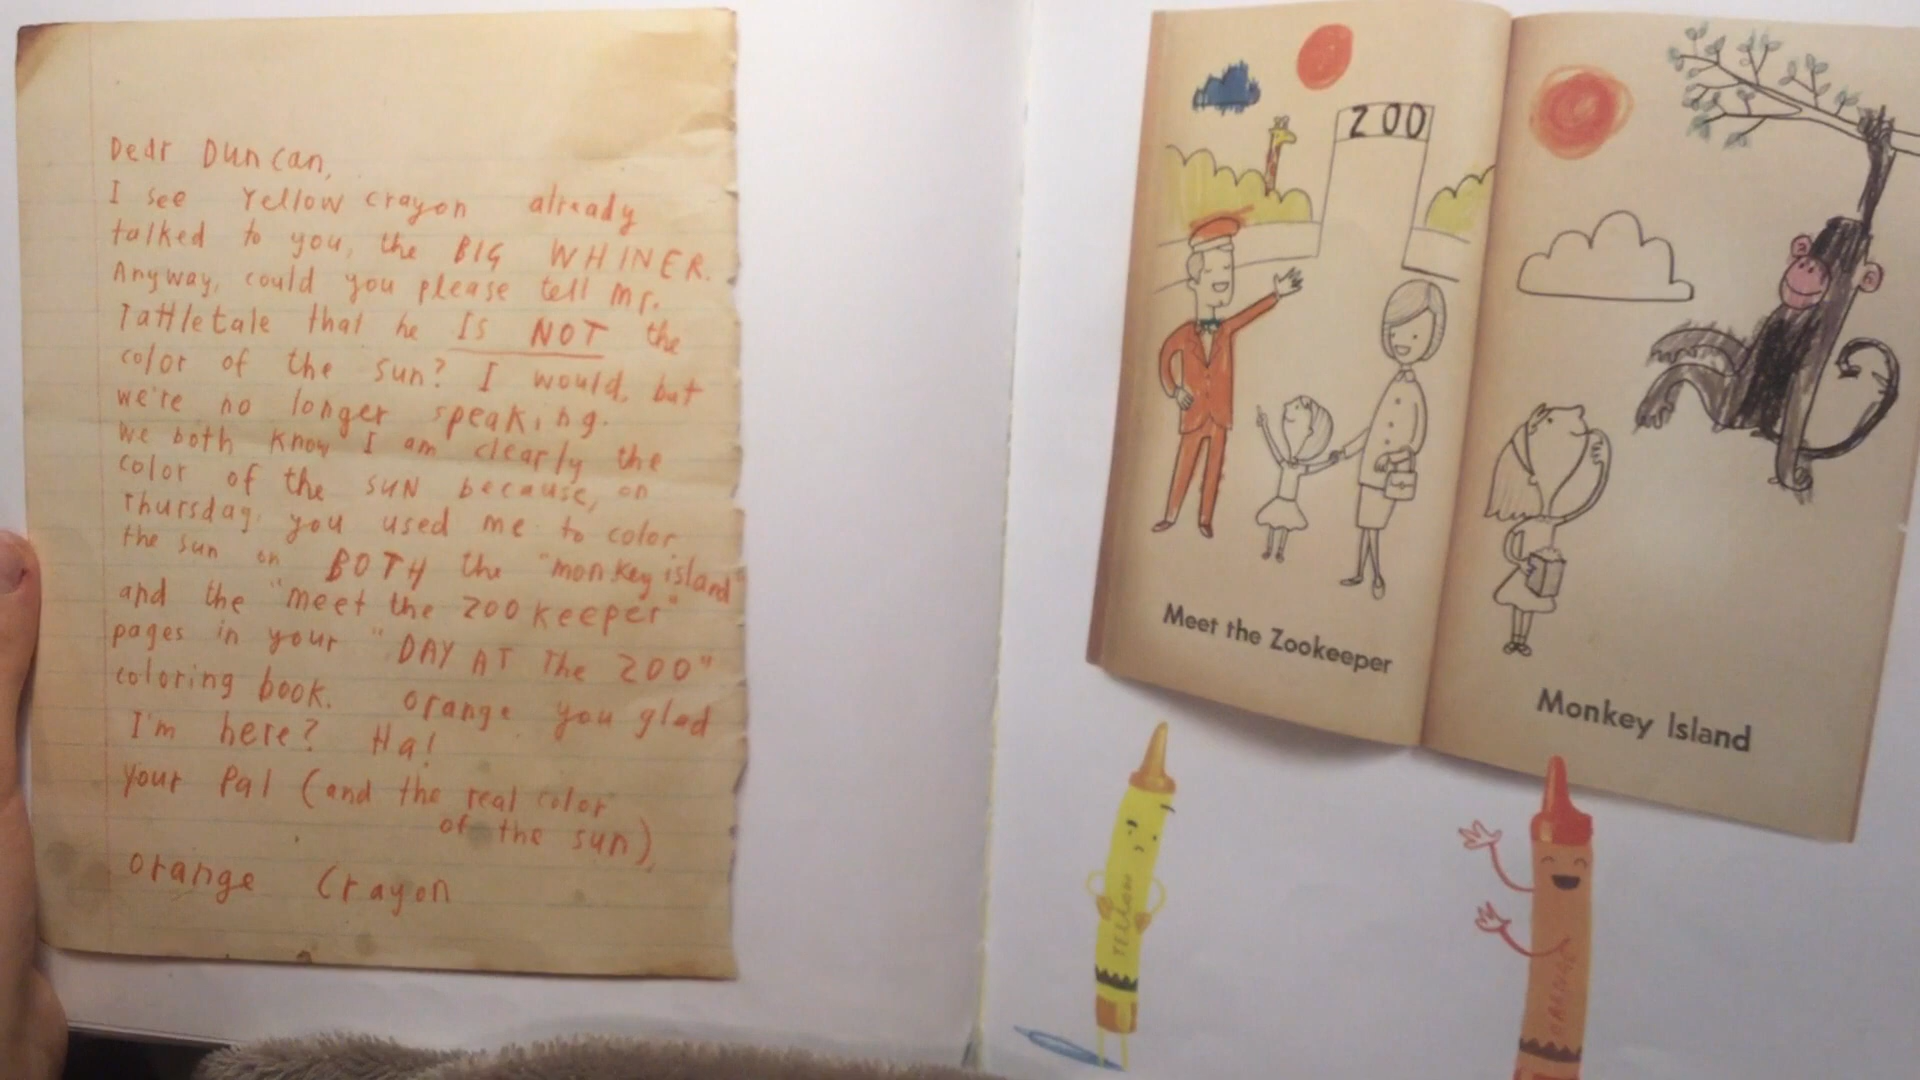 Dear Duncan,
I see Yellow crayon already
talked to you, the BIG WHINER.
Anyway, could you please tell Mr.
Tattletale that he IS NOT the
color of the sun? I would, but
we're no longer speaking.
We both know I am clearly the
color of the SUN because, on
Thursday, you used me to color
the sun on BOTH the "monkey island"
and the "meet the ZOO keeper"
pages in your "DAY AT The ZOO"
coloring book. Orange you glad
I'm here? Ha!
Your Pal (and the real color
of the sun),
Orange Crayon
ZOO
Meet the Zookeeper
Monkey Island
YELLOW
ORANGE